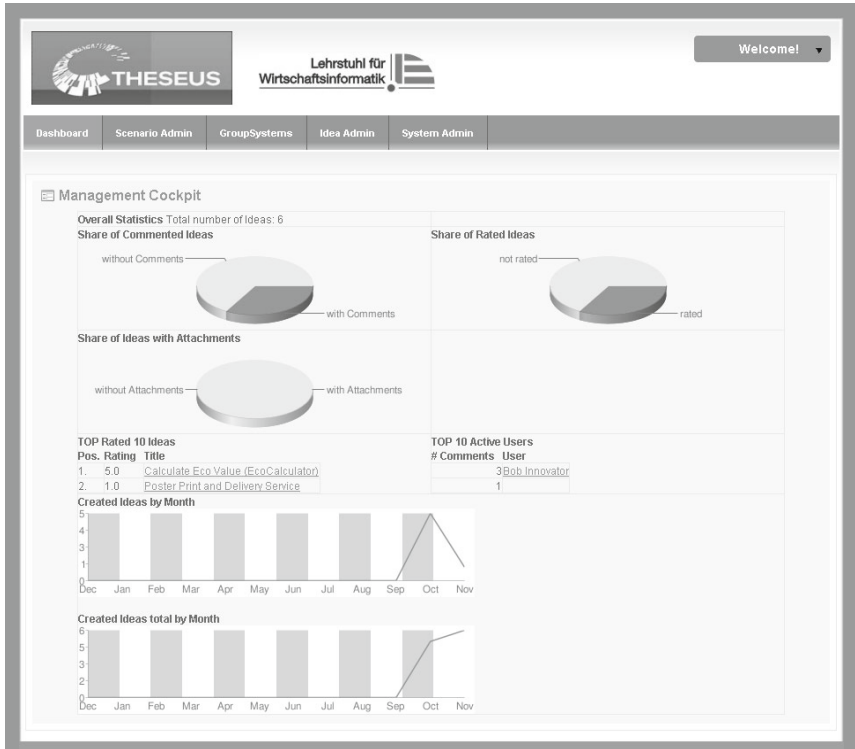 THESEUS
Lehrstuhl für
Wirtschaftsinformatik
Welcome!
Dashboard Scenario Admin GroupSystems Idea Admin System Admin
Management Cockpit
Overall Statistics Total number of Ideas: 6
Share of Commented Ideas
without Comments
with Comments
Share of Rated Ideas
not rated
rated
Share of Ideas with Attachments
without Attachments
with Attachments
TOP Rated 10 Ideas
Pos. Rating Title
1. 5.0 Calculate Eco Value (EcoCalculator)
2. 1.0 Poster Print and Delivery Service
TOP 10 Active Users
# Comments User
3 Bob Innovator
1
Created Ideas by Month
5
4
3
1
0
Dec Jan Feb Mar Apr May Jun Jul Aug Sep Oct Nov
Created Ideas total by Month
6
5
3
2
0
Dec Jan Feb Mar Apr May Jun Jul Aug Sep Oct Nov